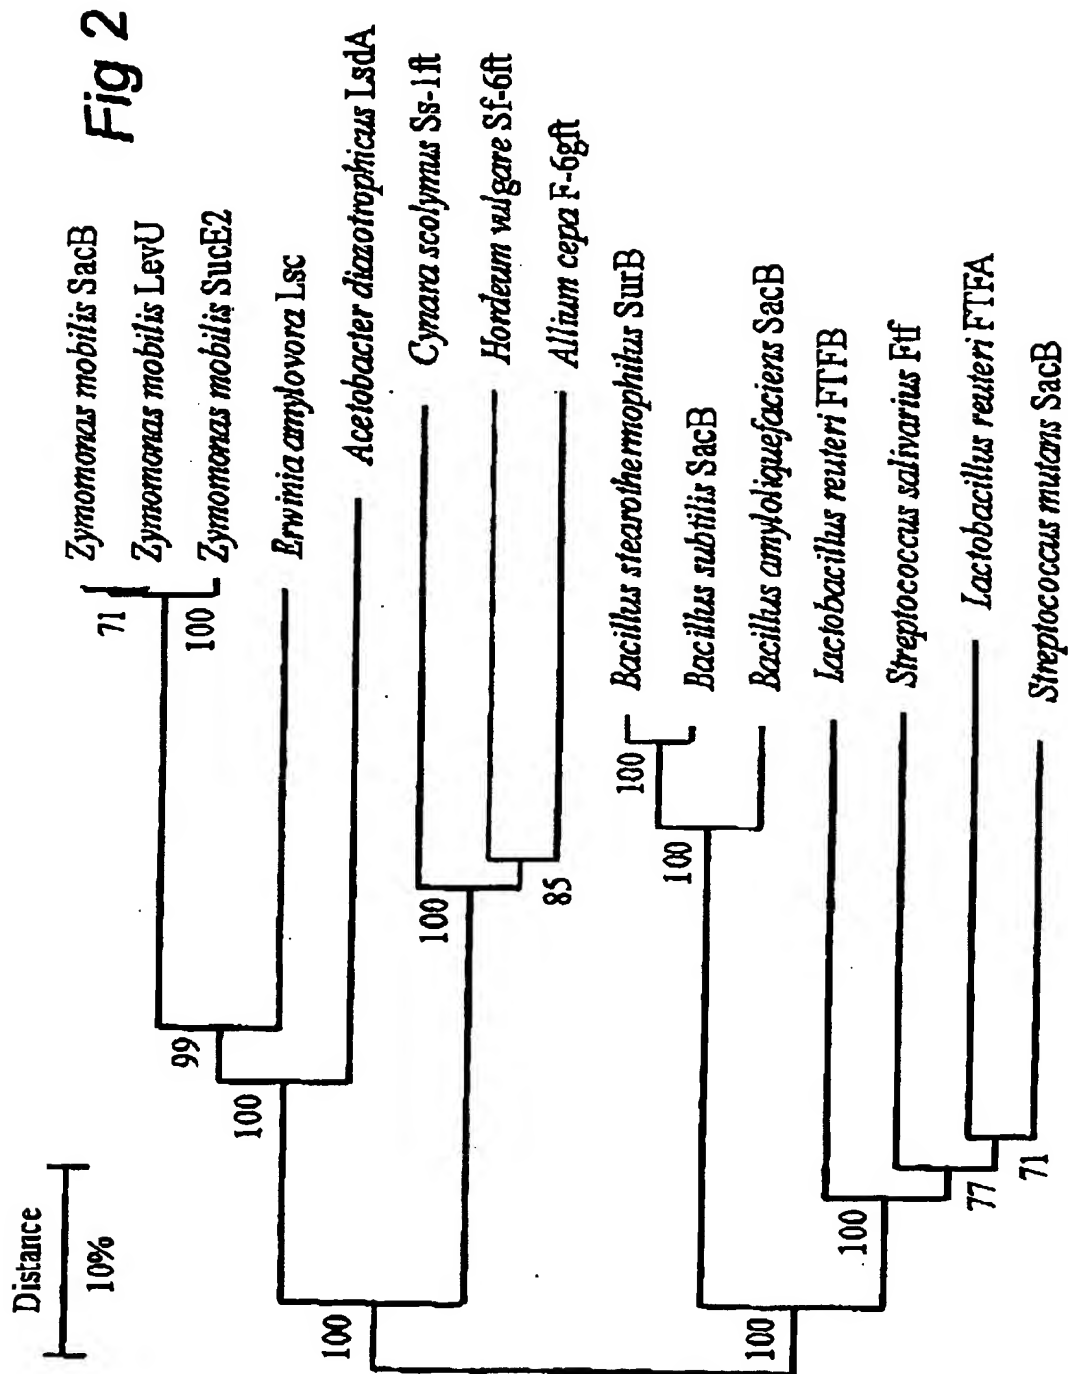 Fig 2
Distance
10%
Zymomonas mobilis SacB
Zymomonas mobilis LevU
Zymomonas mobilis SucE2
Erwinia amylovora Lsc
Acetobacter diazotrophicus LsdA
Cynara scolymus Ss-1ft
Hordeum vulgare Sf-6ft
Allium cepa F-6gft
Bacillus stearothermophilus SurB
Bacillus subtilis SacB
Bacillus amyloliquefaciens SacB
Lactobacillus reuteri FTFB
Streptococcus salivarius Ftf
Lactobacillus reuteri FTFA
Streptococcus mutans SacB
71
100
99
100
100
85
100
100
100
100
77
71
100